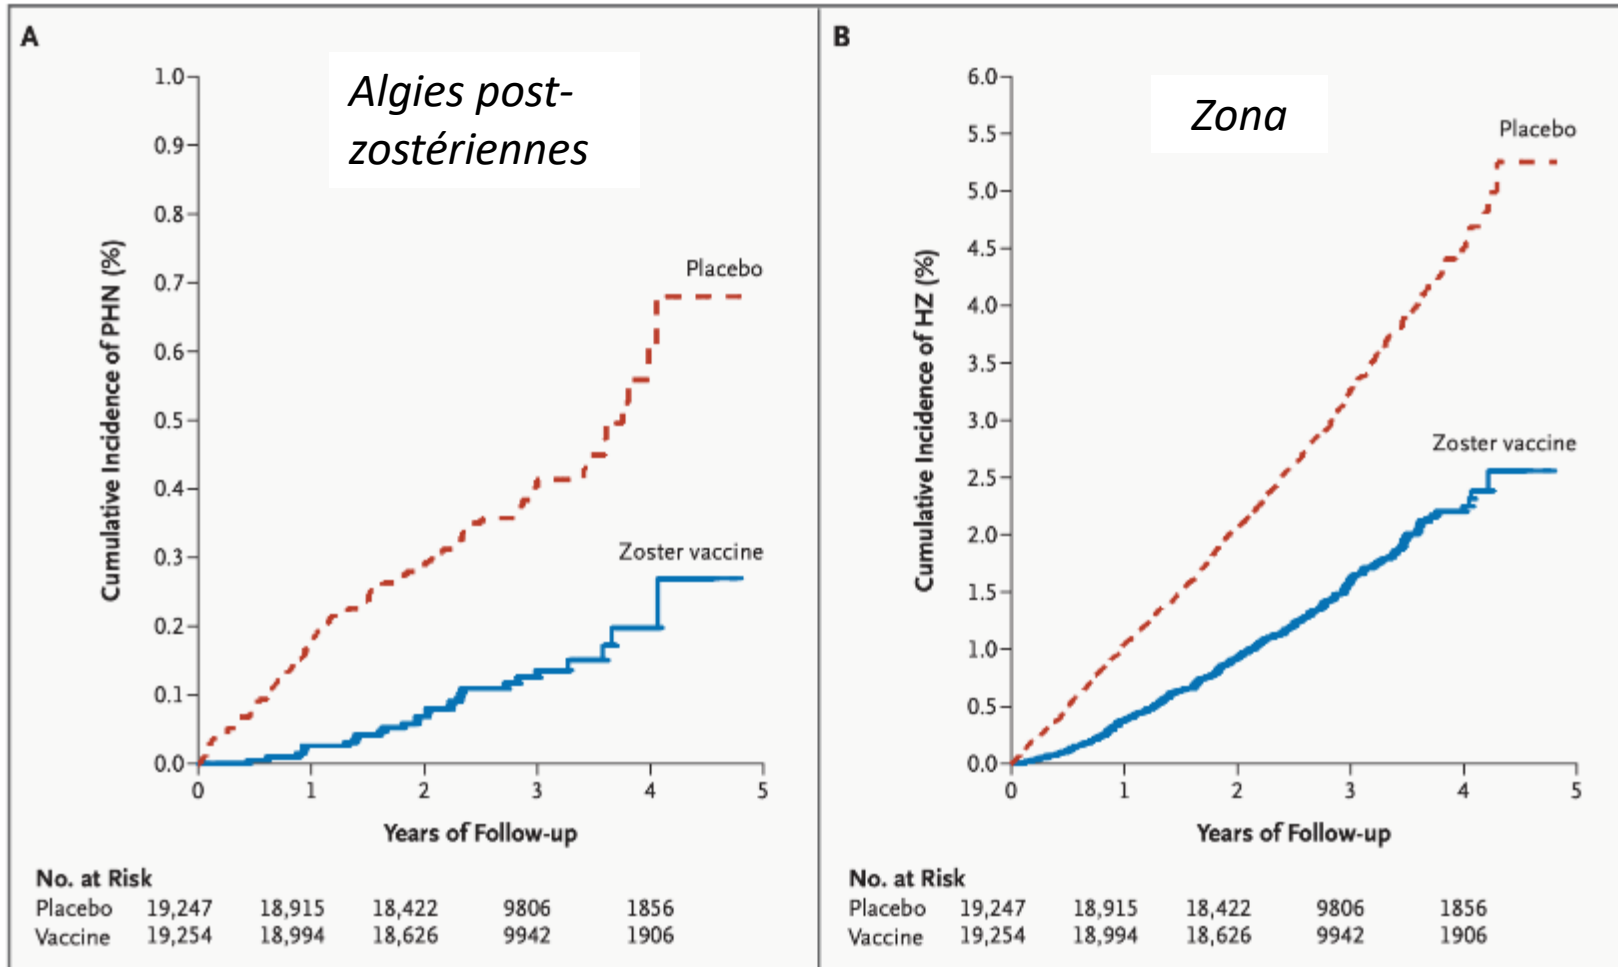 A
Algies post-
zostériennes
Cumulative Incidence of PHN (%)
1.0
0.9
0.8
0.7
0.6
0.5
0.4
0.3
0.2
0.1
0.0
Placebo
Zoster vaccine
0 1 2 3 4 5
Years of Follow-up
No. at Risk
Placebo 19,247 18,915 18,422 9806 1856
Vaccine 19,254 18,994 18,626 9942 1906
B
Zona
Cumulative Incidence of HZ (%)
6.0
5.5
5.0
4.5
4.0
3.5
3.0
2.5
2.0
1.5
1.0
0.5
0.0
Placebo
Zoster vaccine
0 1 2 3 4 5
Years of Follow-up
No. at Risk
Placebo 19,247 18,915 18,422 9806 1856
Vaccine 19,254 18,994 18,626 9942 1906